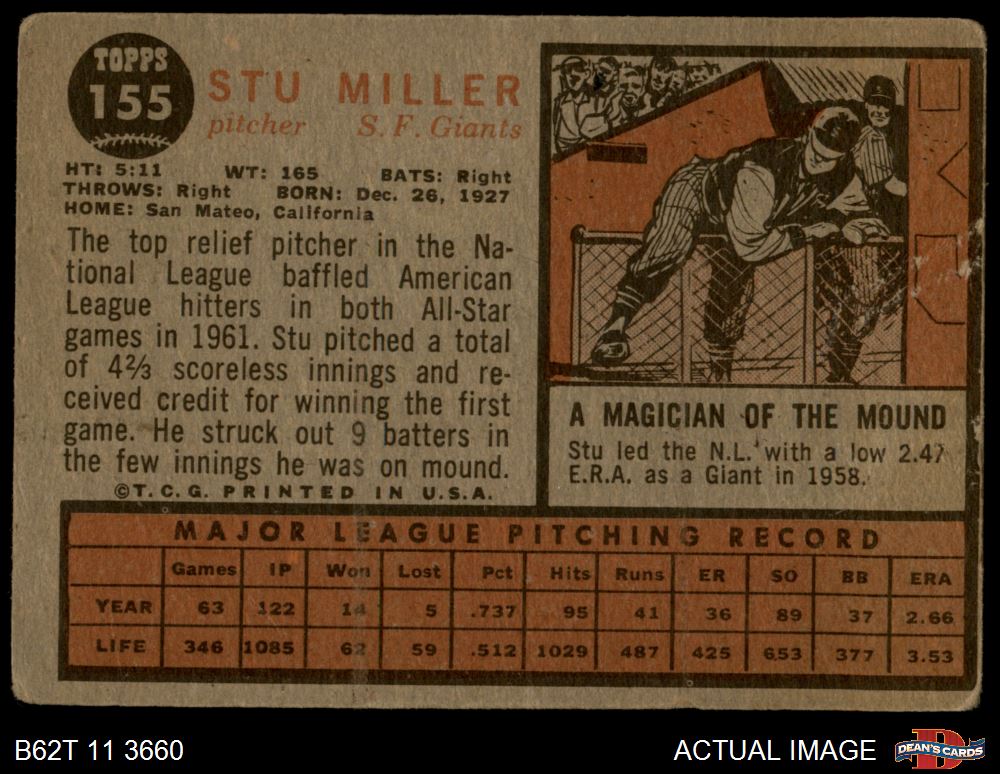 TOPPS
155
STU MILLER
pitcher S. F. Giants
HT: 5:11 WT: 165 BATS: Right
THROWS: Right BORN: Dec. 26, 1927
HOME: San Mateo, California
The top relief pitcher in the Na-
tional League baffled American
League hitters in both All-Star
games in 1961. Stu pitched a total
of 4⅔ scoreless innings and re-
ceived credit for winning the first
game. He struck out 9 batters in
the few innings he was on mound.
©T.C.G. PRINTED IN U.S.A.
A MAGICIAN OF THE MOUND
Stu led the N.L. with a low 2.47
E.R.A. as a Giant in 1958.
MAJOR LEAGUE PITCHING RECORD
Games IP Won Lost Pct Hits Runs ER SO BB ERA
YEAR 63 122 14 5 .737 95 41 36 89 37 2.66
LIFE 346 1085 62 59 .512 1029 487 425 653 377 3.53
B62T 11 3660
ACTUAL IMAGE
D
DEAN'S CARDS